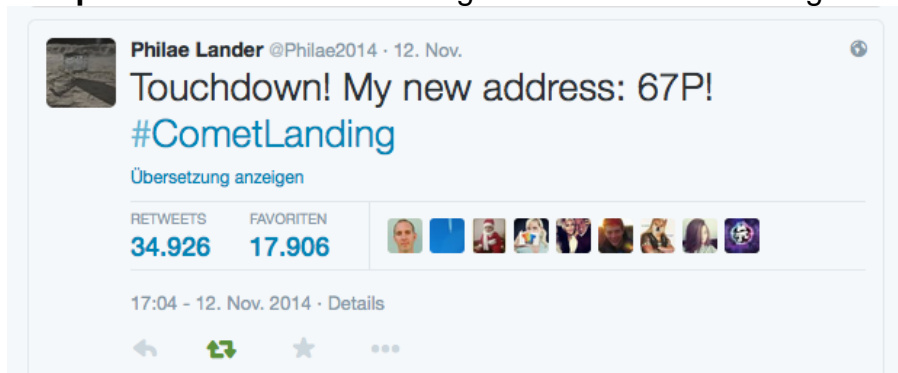 Philae Lander @Philae2014 · 12. Nov.
Touchdown! My new address: 67P!
#CometLanding
Übersetzung anzeigen
RETWEETS FAVORITEN
34.926 17.906
17:04 - 12. Nov. 2014 · Details